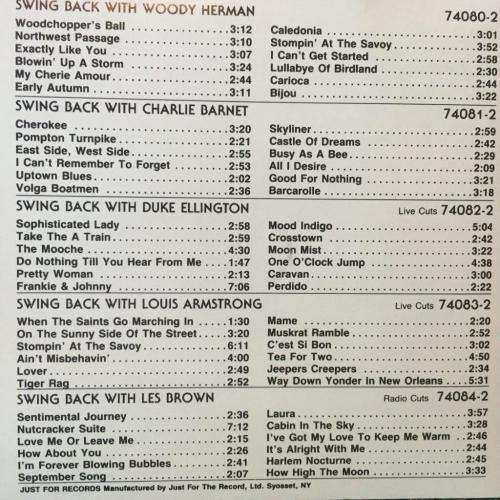 SWING BACK WITH WOODY HERMAN 74080-2
Woodchopper's Ball ..... 3:12
Northwest Passage ..... 3:10
Exactly Like You ..... 3:07
Blowin' Up A Storm ..... 3:24
My Cherie Amour ..... 2:44
Early Autumn ..... 3:11
Caledonia ..... 3:01
Stompin' At The Savoy ..... 3:52
I Can't Get Started ..... 2:58
Lullabye Of Birdland ..... 2:30
Carioca ..... 2:44
Bijou ..... 3:22
SWING BACK WITH CHARLIE BARNET 74081-2
Cherokee ..... 3:20
Pompton Turnpike ..... 2:21
East Side, West Side ..... 2:55
I Can't Remember To Forget ..... 2:53
Uptown Blues ..... 2:02
Volga Boatmen ..... 2:36
Skyliner ..... 2:59
Castle Of Dreams ..... 2:42
Busy As A Bee ..... 2:29
All I Desire ..... 2:09
Good For Nothing ..... 3:21
Barcarolle ..... 3:18
SWING BACK WITH DUKE ELLINGTON Live Cuts 74082-2
Sophisticated Lady ..... 2:58
Take The A Train ..... 2:59
The Mooche ..... 4:30
Do Nothing Till You Hear From Me ..... 1:47
Pretty Woman ..... 2:13
Frankie & Johnny ..... 7:06
Mood Indigo ..... 5:04
Crosstown ..... 2:42
Moon Mist ..... 3:22
One O'Clock Jump ..... 4:38
Caravan ..... 3:00
Perdido ..... 2:22
SWING BACK WITH LOUIS ARMSTRONG Live Cuts 74083-2
When The Saints Go Marching In ..... 1:30
On The Sunny Side Of The Street ..... 3:20
Stompin' At The Savoy ..... 6:11
Ain't Misbehavin' ..... 4:00
Lover ..... 2:49
Tiger Rag ..... 2:52
Mame ..... 2:20
Muskrat Ramble ..... 2:52
C'est Si Bon ..... 3:02
Tea For Two ..... 4:50
Jeepers Creepers ..... 2:34
Way Down Yonder In New Orleans ..... 5:31
SWING BACK WITH LES BROWN Radio Cuts 74084-2
Sentimental Journey ..... 2:36
Nutcracker Suite ..... 7:12
Love Me Or Leave Me ..... 2:15
How About You ..... 2:26
I'm Forever Blowing Bubbles ..... 2:41
September Song ..... 2:07
Laura ..... 3:57
Cabin In The Sky ..... 3:28
I've Got My Love To Keep Me Warm .. 2:46
It's Alright With Me ..... 2:44
Harlem Nocturne ..... 2:45
How High The Moon ..... 3:33
JUST FOR RECORDS Manufactured by Just For The Record, Ltd. Syosset, NY